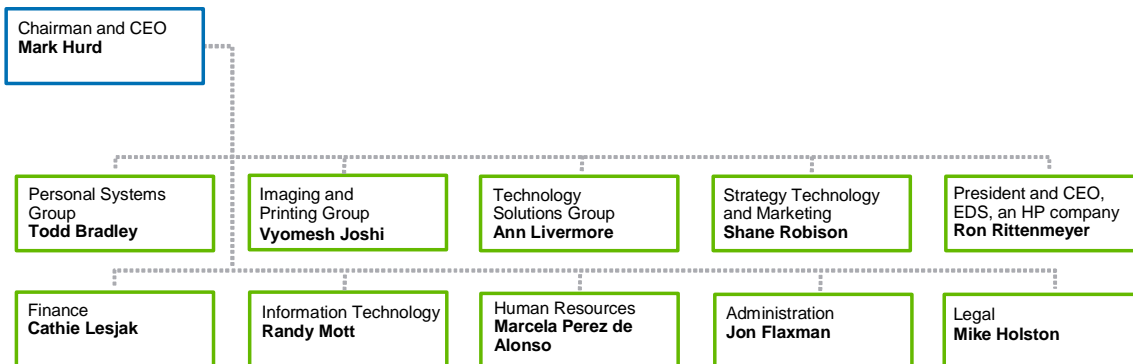 Chairman and CEO
Mark Hurd
Personal Systems
Group
Todd Bradley
Imaging and
Printing Group
Vyomesh Joshi
Technology
Solutions Group
Ann Livermore
Strategy Technology
and Marketing
Shane Robison
President and CEO,
EDS, an HP company
Ron Rittenmeyer
Finance
Cathie Lesjak
Information Technology
Randy Mott
Human Resources
Marcela Perez de
Alonso
Administration
Jon Flaxman
Legal
Mike Holston